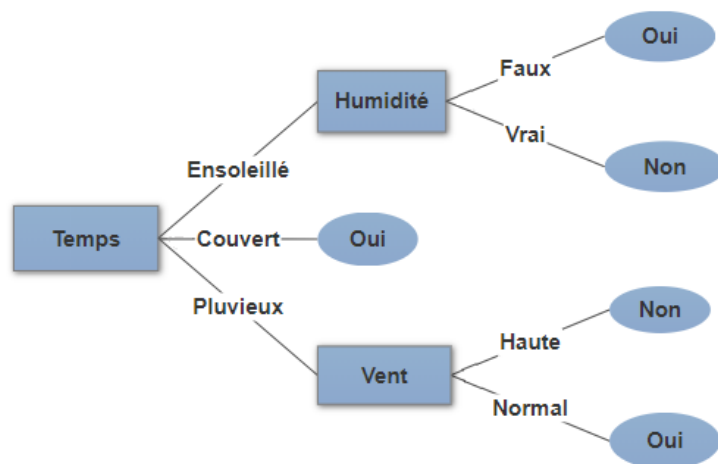 Oui
Faux
Humidité
Vrai
Ensoleillé
Non
Temps
Couvert
Oui
Pluvieux
Non
Haute
Vent
Normal
Oui